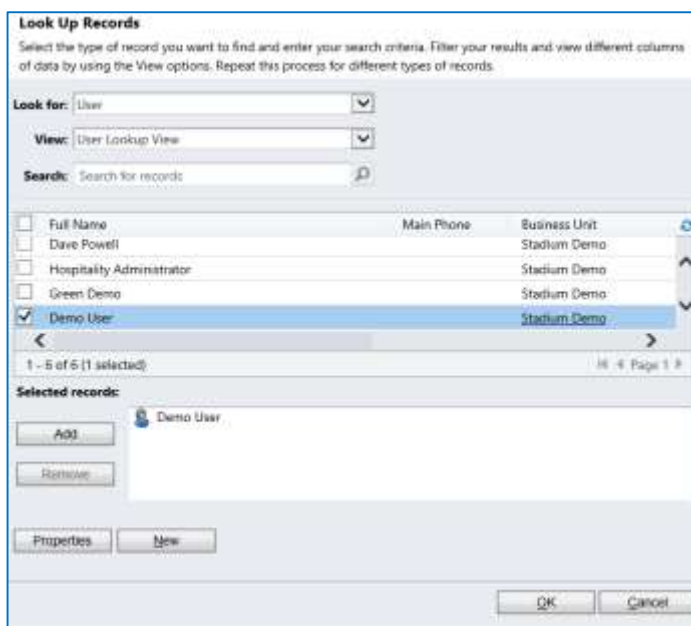 Look Up Records
Select the type of record you want to find and enter your search criteria. Filter your results and view different columns
of data by using the View options. Repeat this process for different types of records.
Look for: User
View: User Lookup View
Search: Search for records
Full Name Main Phone Business Unit
Dave Powell Stadium Demo
Hospitality Administrator Stadium Demo
Green Demo Stadium Demo
Demo User Stadium Demo
1 - 6 of 6 (1 selected) Page 1
Selected records:
Demo User
Add
Remove
Properties New
OK Cancel